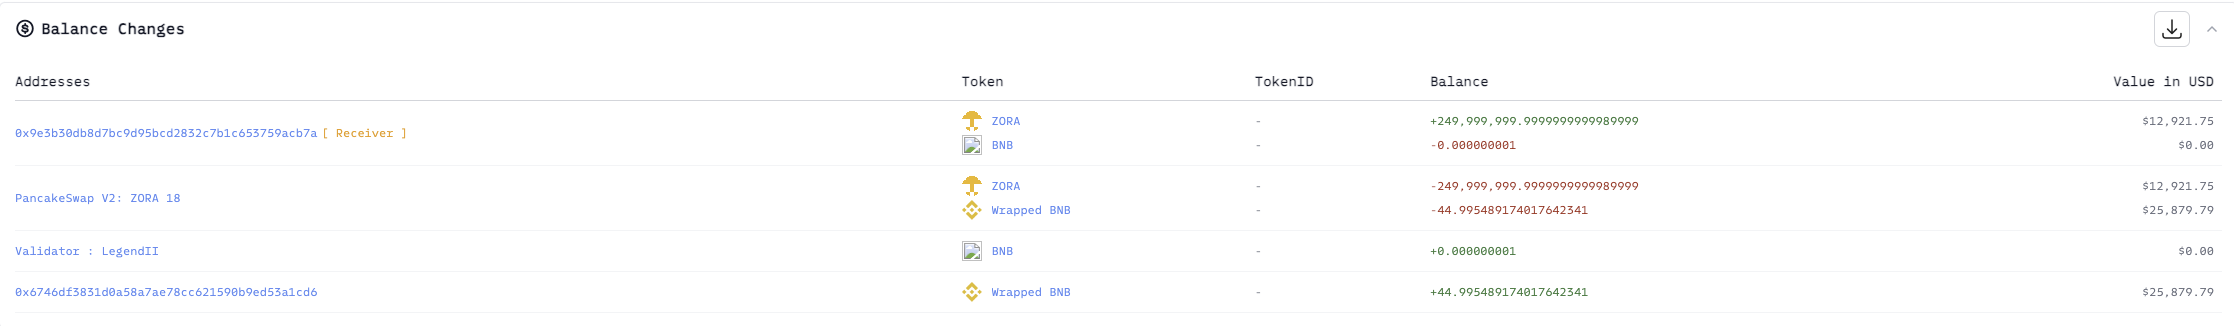 Balance Changes
Addresses Token TokenID Balance Value in USD
0x9e3b30db8d7bc9d95bcd2832c7b1c653759acb7a [ Receiver ]
ZORA - +249,999,999.9999999999989999 $12,921.75
BNB - -0.000000001 $0.00
PancakeSwap V2: ZORA 18
ZORA - -249,999,999.9999999999989999 $12,921.75
Wrapped BNB - -44.995489174017642341 $25,879.79
Validator : LegendII BNB - +0.000000001 $0.00
0x6746df3831d0a58a7ae78cc621590b9ed53a1cd6 Wrapped BNB - +44.995489174017642341 $25,879.79